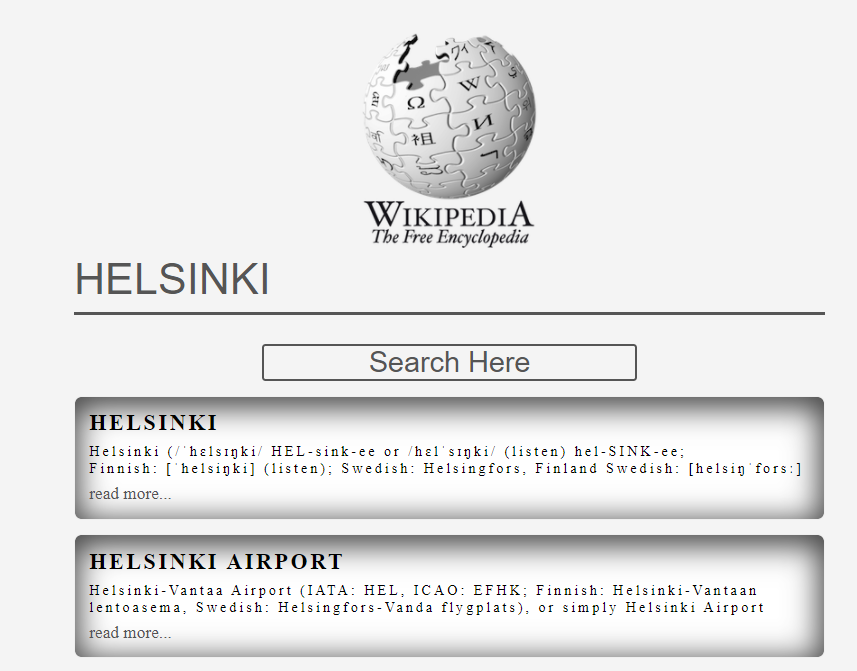 Ω
W
И
祖
WIKIPEDIA
The Free Encyclopedia
HELSINKI
Search Here
HELSINKI
Helsinki (/ˈhɛlsɪŋki/ HEL-sink-ee or /hɛlˈsɪŋki/ (listen) hel-SINK-ee;
Finnish: [ˈhelsiŋki] (listen); Swedish: Helsingfors, Finland Swedish: [helsiŋˈforsː]
read more...
HELSINKI AIRPORT
Helsinki-Vantaa Airport (IATA: HEL, ICAO: EFHK; Finnish: Helsinki-Vantaan
lentoasema, Swedish: Helsingfors-Vanda flygplats), or simply Helsinki Airport
read more...